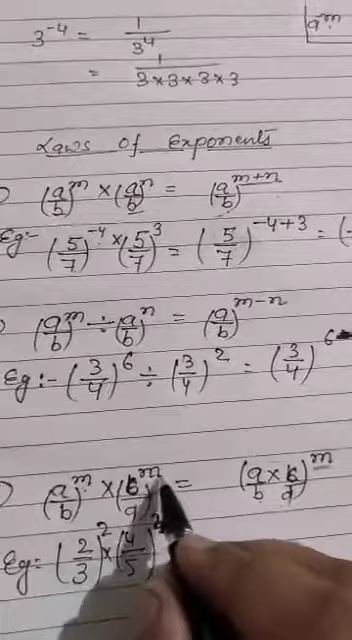 3^{-4} = 1/3^4
a^{-m}
= 1/(3×3×3×3)
Laws of Exponents
) (a/b)^m × (a/b)^n = (a/b)^{m+n}
Eg:- (5/7)^{-4} × (5/7)^3 = (5/7)^{-4+3} = (
) (a/b)^m ÷ (a/b)^n = (a/b)^{m-n}
Eg:- (3/4)^6 ÷ (3/4)^2 = (3/4)^{6-
) (a/b)^m × (c/d)^m = (a/b × c/d)^m
Eg:- (2/3)^2 × (4/5)